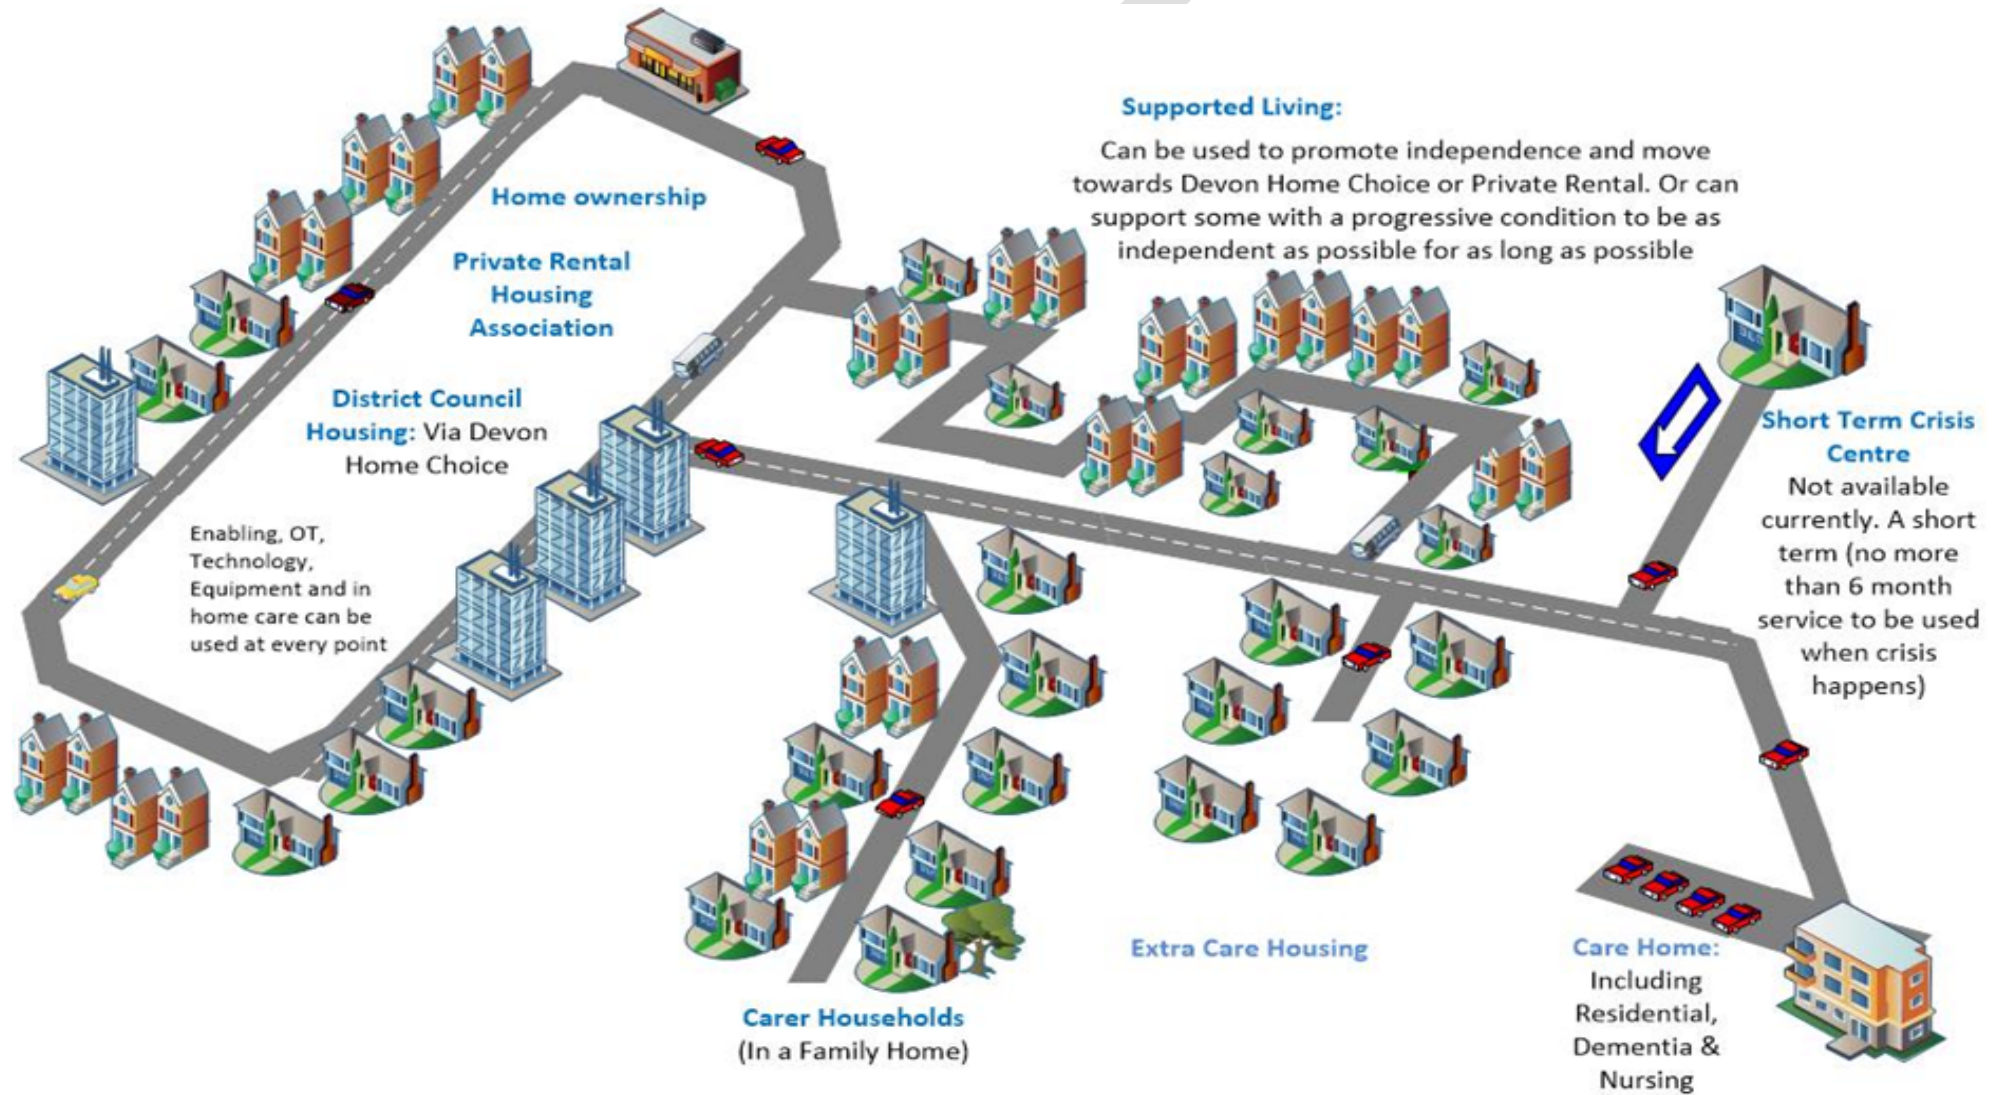 Supported Living:
Can be used to promote independence and move
towards Devon Home Choice or Private Rental. Or can
support some with a progressive condition to be as
independent as possible for as long as possible
Home ownership
Private Rental
Housing
Association
District Council
Housing: Via Devon
Home Choice
Enabling, OT,
Technology,
Equipment and in
home care can be
used at every point
Short Term Crisis
Centre
Not available
currently. A short
term (no more
than 6 month
service to be used
when crisis
happens)
Extra Care Housing
Care Home:
Including
Residential,
Dementia &
Nursing
Carer Households
(In a Family Home)